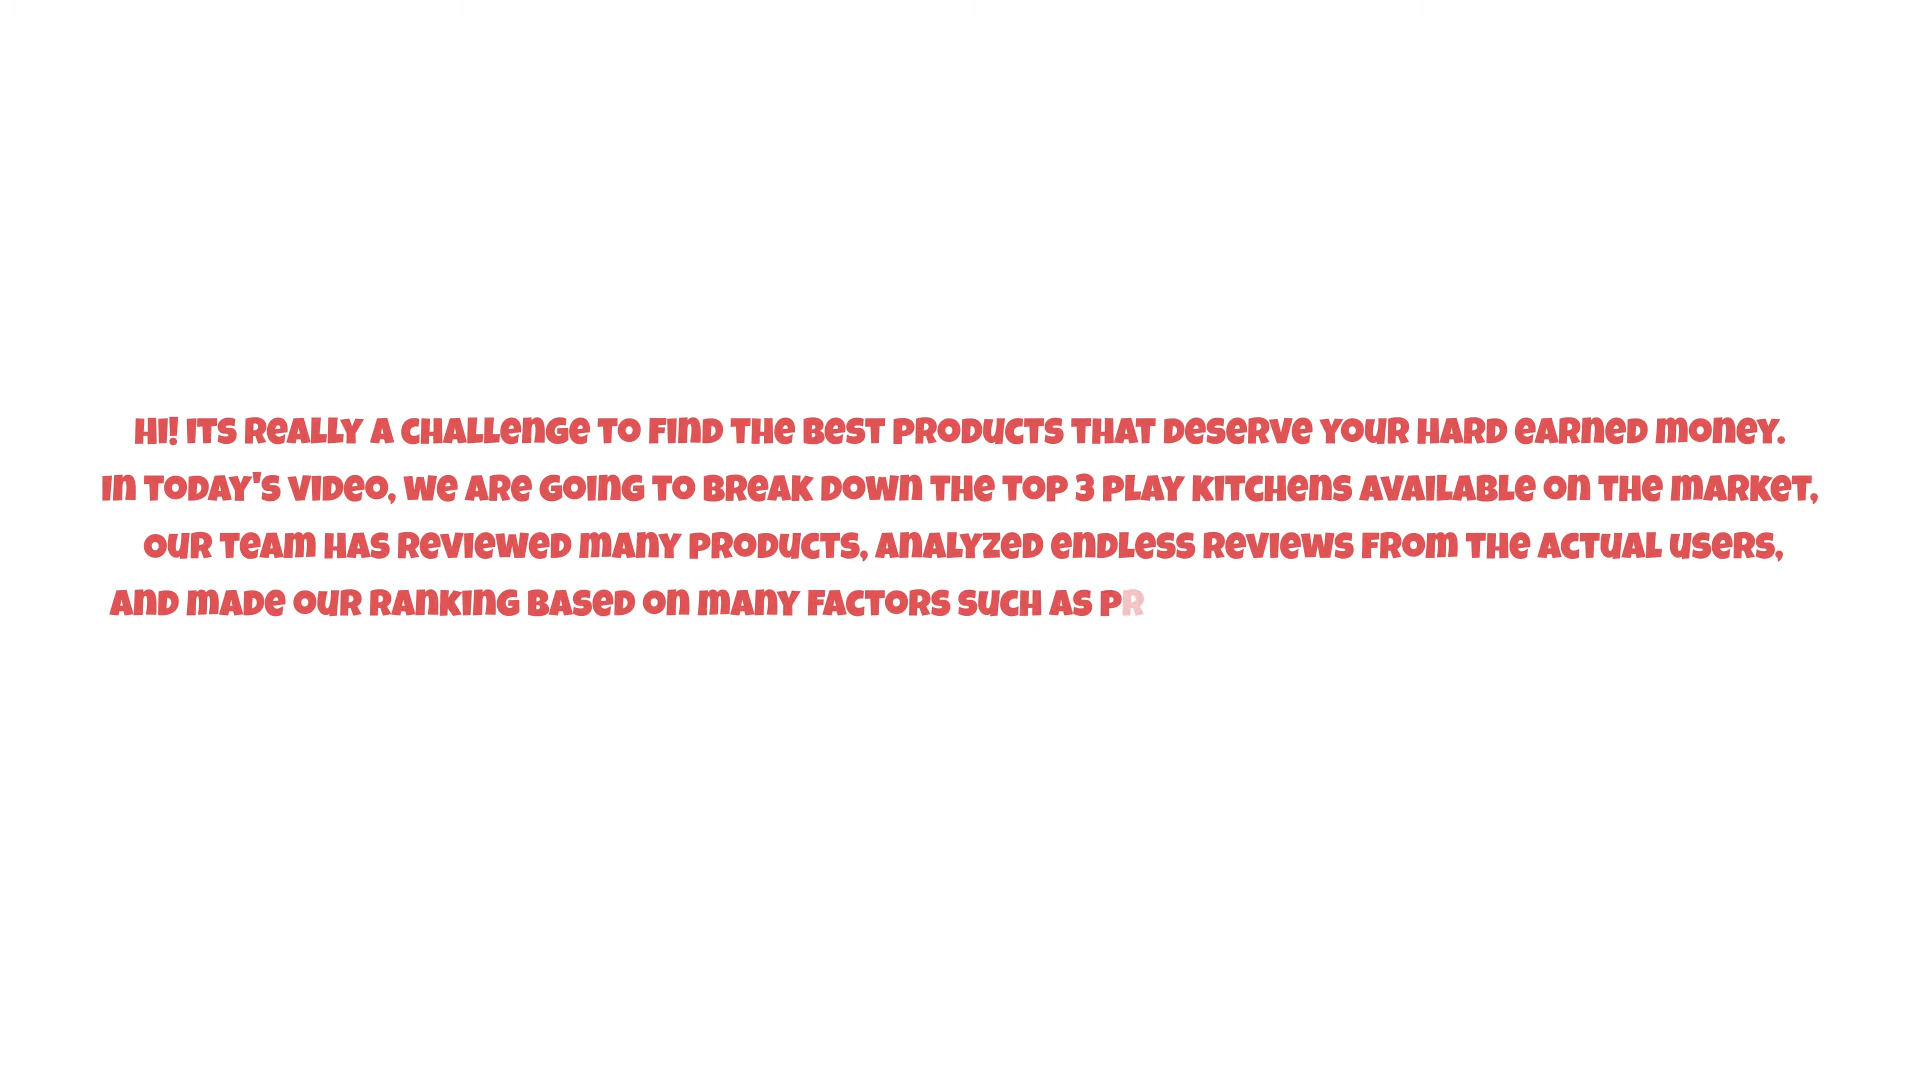 Hi! Its really a challenge to find the best products that deserve your hard earned money.
In today's video, we are going to break down the top 3 play kitchens available on the market,
our team has reviewed many products, analyzed endless reviews from the actual users,
and made our ranking based on many factors such as pr